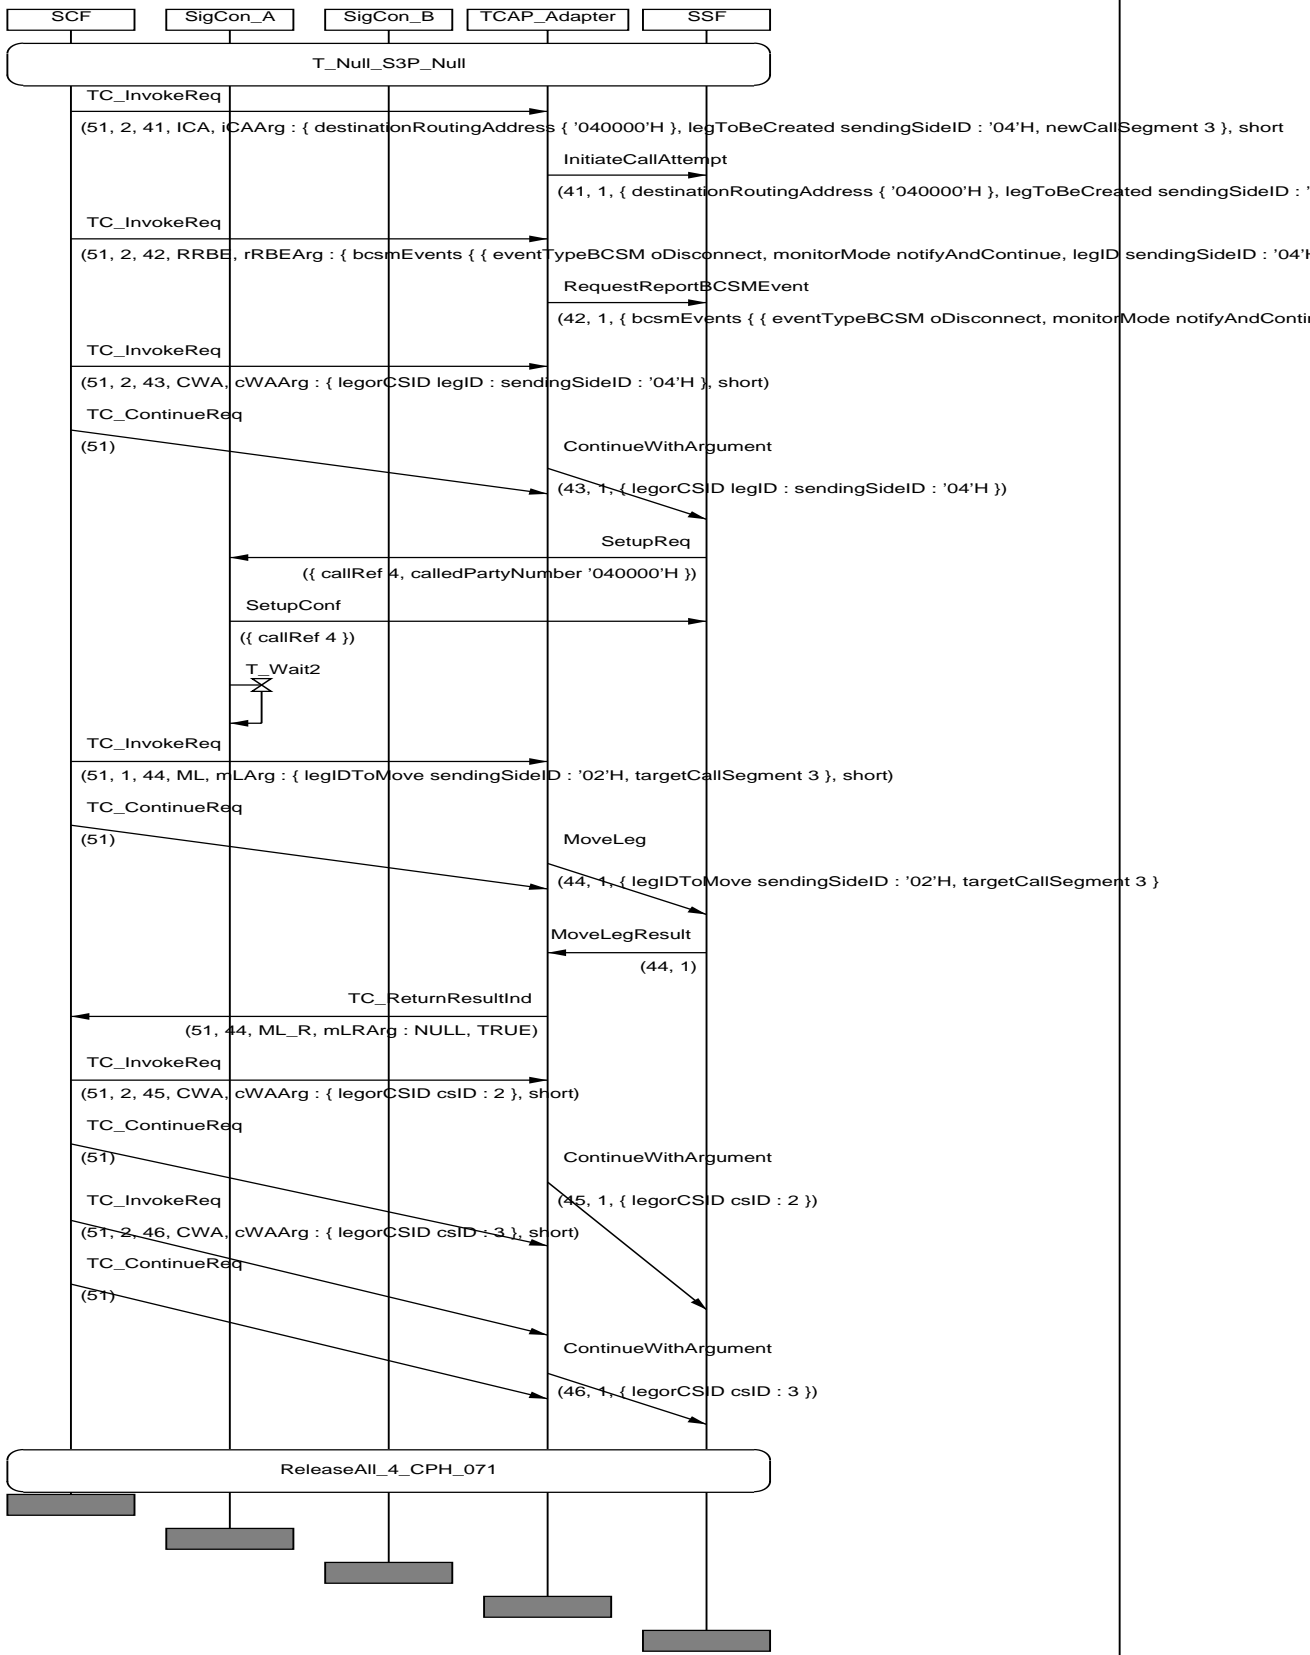 SCF SigCon_A SigCon_B TCAP_Adapter SSF
T_Null_S3P_Null
TC_InvokeReq
(51, 2, 41, ICA, iCAArg : { destinationRoutingAddress { '040000'H }, legToBeCreated sendingSideID : '04'H, newCallSegment 3 }, short
InitiateCallAttempt
(41, 1, { destinationRoutingAddress { '040000'H }, legToBeCreated sendingSideID : '
TC_InvokeReq
(51, 2, 42, RRBE, rRBEArg : { bcsmEvents { { eventTypeBCSM oDisconnect, monitorMode notifyAndContinue, legID sendingSideID : '04'H
RequestReportBCSMEvent
(42, 1, { bcsmEvents { { eventTypeBCSM oDisconnect, monitorMode
TC_InvokeReq
(51, 2, 43, CWA, cWAArg : { legorCSID legID : sendingSideID : '04'H }, short)
TC_ContinueReq
(51)
ContinueWithArgument
(43, 1, { legorCSID legID : sendingSideID : '04'H })
SetupReq
({ callRef 4, calledPartyNumber '040000'H })
SetupConf
({ callRef 4 })
T_Wait2
TC_InvokeReq
(51, 1, 44, ML, mLArg : { legIDToMove sendingSideID : '02'H, targetCallSegment 3 }, short)
TC_ContinueReq
(51)
MoveLeg
(44, 1, { legIDToMove sendingSideID : '02'H, targetCallSegment 3 }
MoveLegResult
(44, 1)
TC_ReturnResultInd
(51, 44, ML_R, mLRArg : NULL, TRUE)
TC_InvokeReq
(51, 2, 45, CWA, cWAArg : { legorCSID csID : 2 }, short)
TC_ContinueReq
(51)
ContinueWithArgument
(45, 1, { legorCSID csID : 2 })
TC_InvokeReq
(51, 2, 46, CWA, cWAArg : { legorCSID csID : 3 }, short)
TC_ContinueReq
(51)
ContinueWithArgument
(46, 1, { legorCSID csID : 3 })
ReleaseAll_4_CPH_071